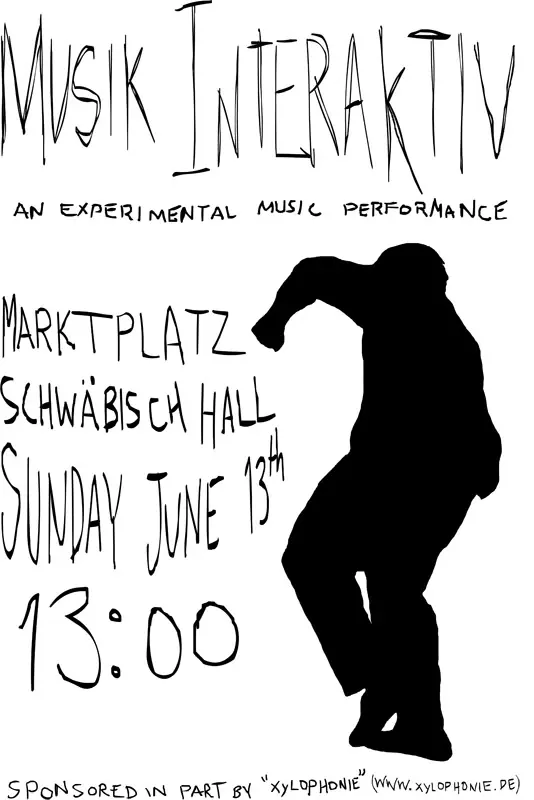 MUSIK INTERAKTIV
AN EXPERIMENTAL MUSIC PERFORMANCE
MARKTPLATZ
SCHWÄBISCH HALL
SUNDAY JUNE 13th
13:00
SPONSORED IN PART BY "XYLOPHONIE" (WWW.XYLOPHONIE.DE)